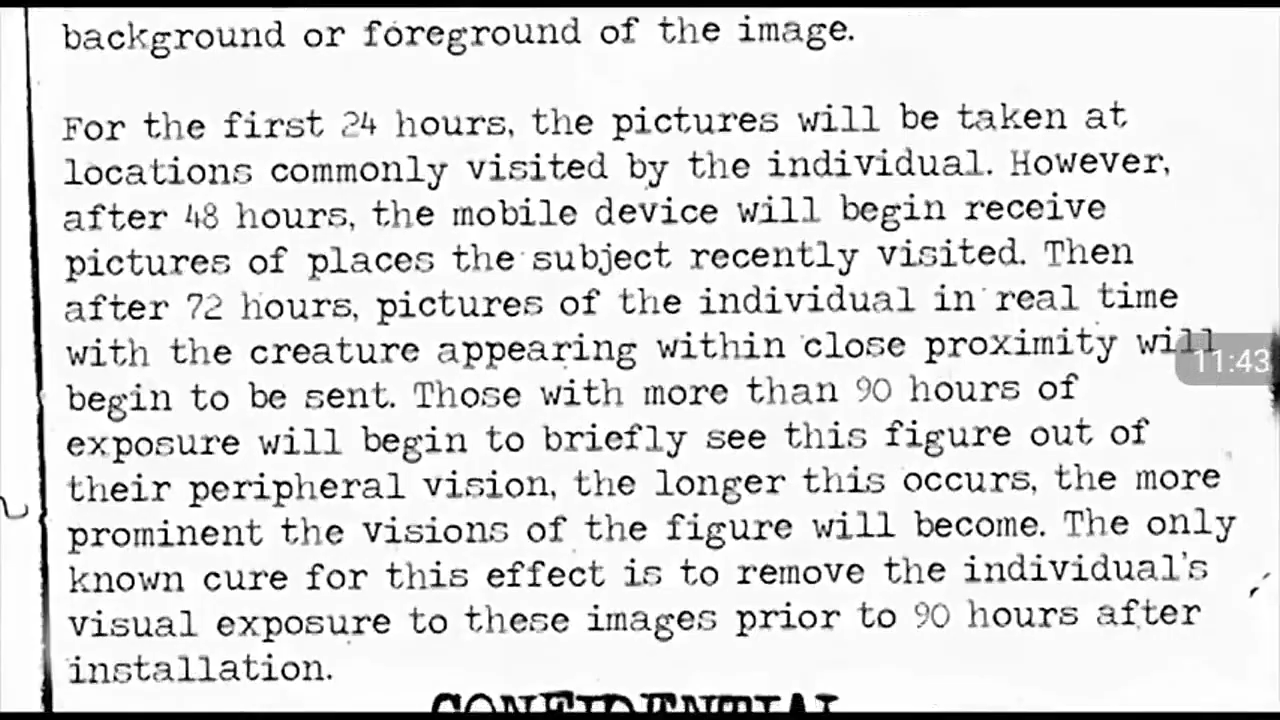 background or foreground of the image.
For the first 24 hours, the pictures will be taken at
locations commonly visited by the individual. However,
after 48 hours, the mobile device will begin receive
pictures of places the subject recently visited. Then
after 72 hours, pictures of the individual in real time
with the creature appearing within close proximity will
11:43
begin to be sent. Those with more than 90 hours of
exposure will begin to briefly see this figure out of
their peripheral vision, the longer this occurs, the more
prominent the visions of the figure will become. The only
known cure for this effect is to remove the individual's
visual exposure to these images prior to 90 hours after
installation.
CONFIDENTIAL